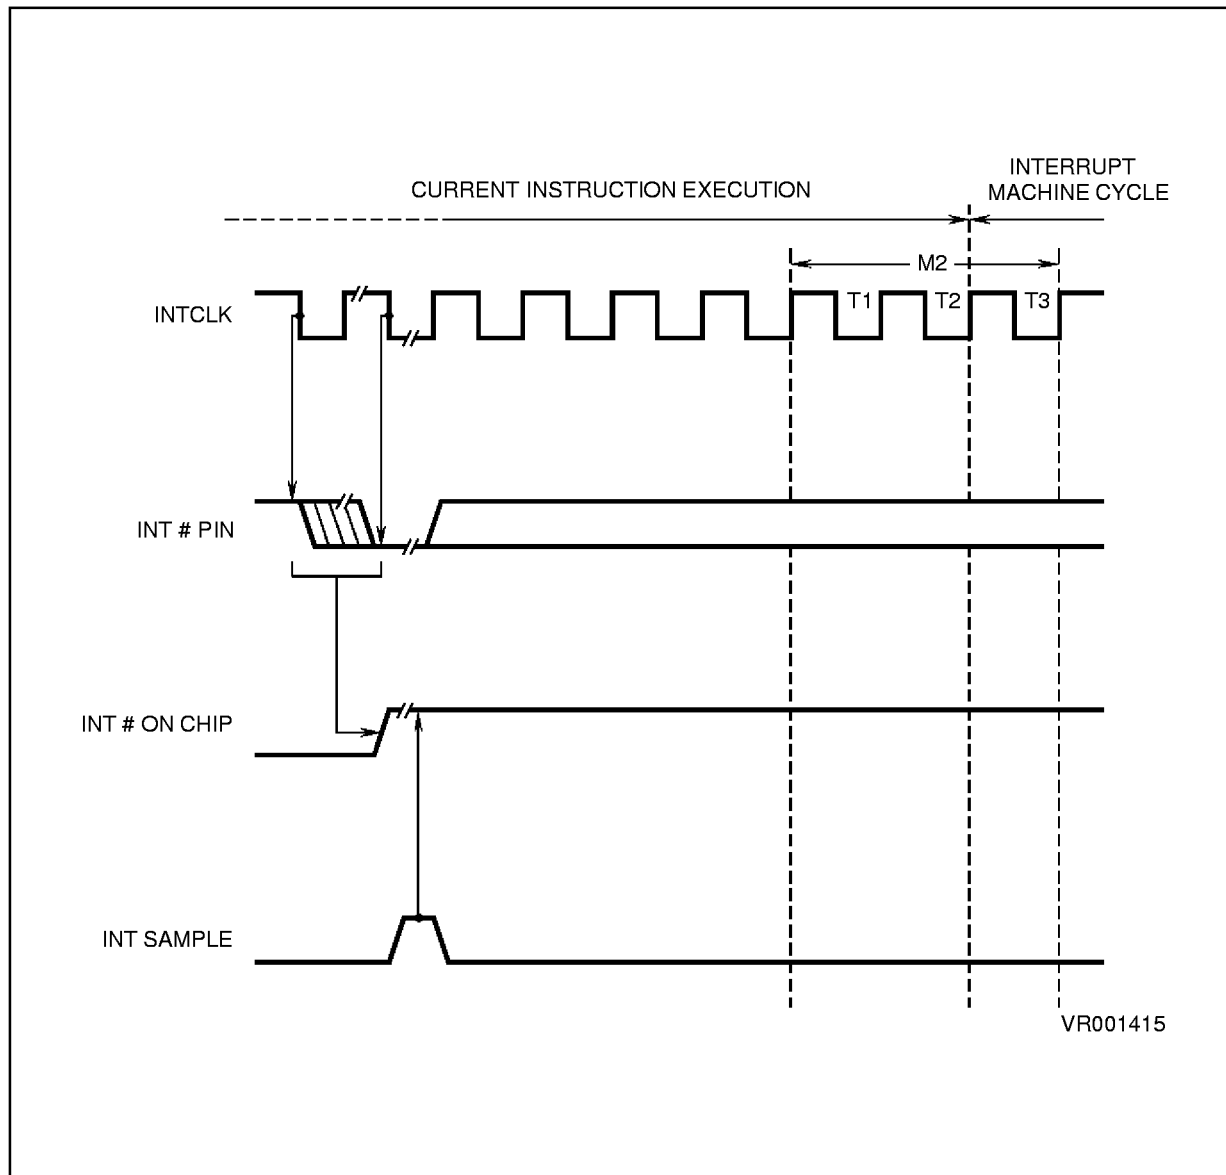 INTERRUPT
CURRENT INSTRUCTION EXECUTION
MACHINE CYCLE
M2
INTCLK
T1
T2
T3
INT # PIN
INT # ON CHIP
INT SAMPLE
VR001415